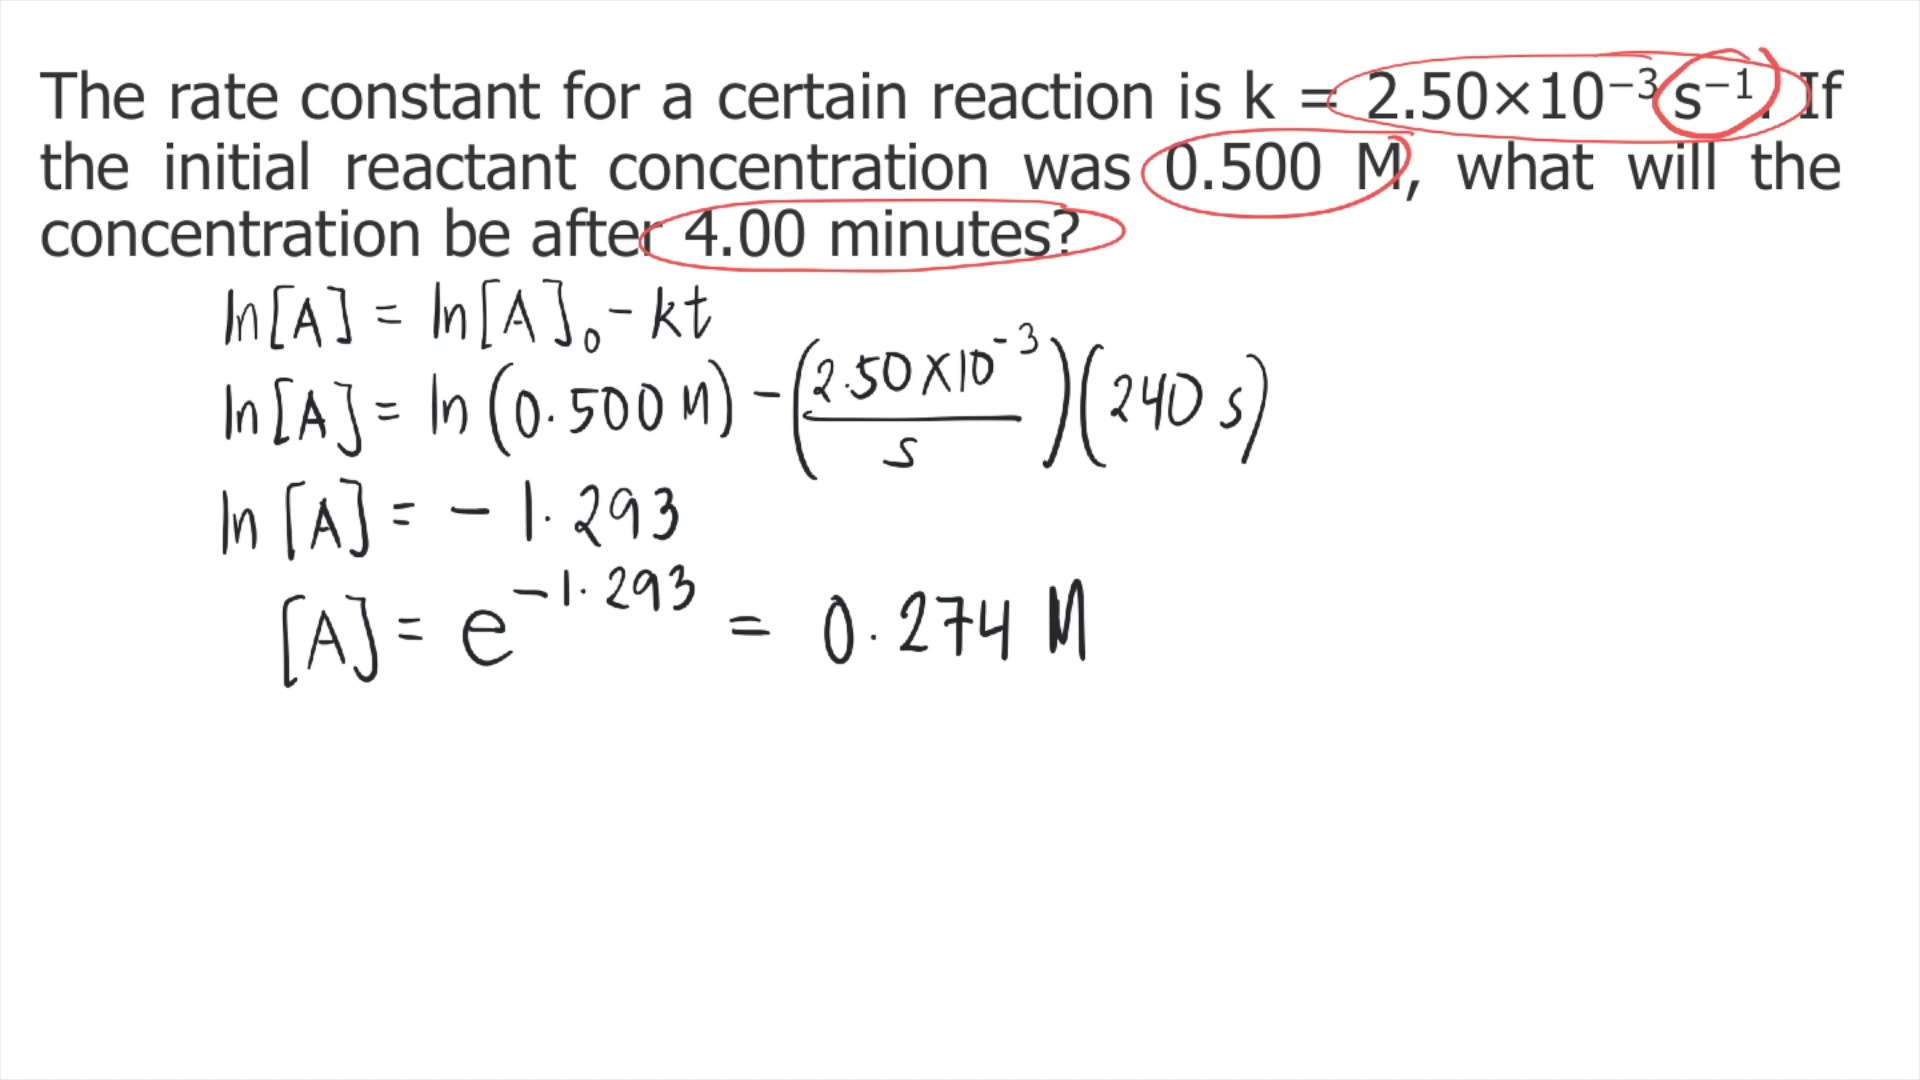 The rate constant for a certain reaction is k = 2.50×10⁻³ s⁻¹. If
the initial reactant concentration was 0.500 M, what will the
concentration be after 4.00 minutes?
ln[A] = ln[A]₀ - kt
ln[A] = ln(0.500 M) - (2.50 x 10⁻³ / s)(240 s)
ln[A] = -1.293
[A] = e^-1.293 = 0.274 M